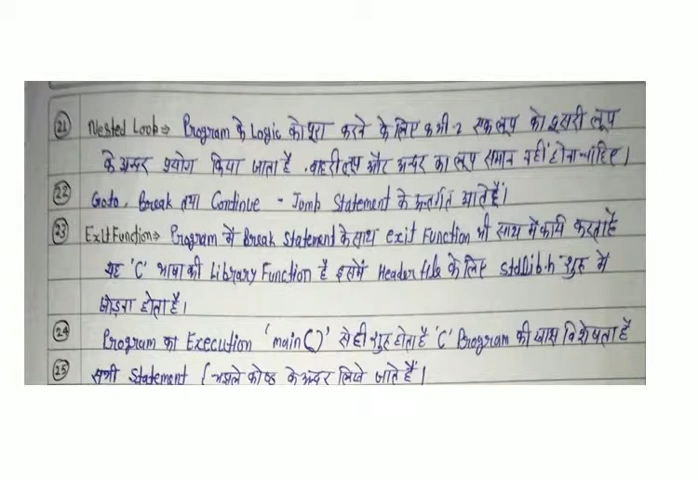 (21) Nested Loob ⇒ Program के Logic को पूरा करने के लिए कभी-2 एक लूप को दूसरी लूप
के अन्दर प्रयोग किया जाता है . बाहरी लूप और अन्दर का लूप समान नहीं होना चाहिए।
(22) Goto, Break तथा Continue - Jomb Statement के अन्तर्गत आते हैं।
(23) Exit Function ⇒ Program में Break Statement के साथ exit Function भी साथ में कार्य करता है
यह 'C' भाषा की Library Function है इसमें Header file के लिए Stdlib.h शुरू में
जोड़ना होता है।
(24) Program का Execution 'main()' से ही शुरू होता है 'C' Program की खास विशेषता है
(25) सभी Statement { मझले कोष्ठ के अन्दर लिखे जाते हैं।